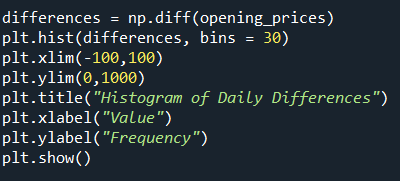 differences = np.diff(opening_prices)
plt.hist(differences, bins = 30)
plt.xlim(-100,100)
plt.ylim(0,1000)
plt.title("Histogram of Daily Differences")
plt.xlabel("Value")
plt.ylabel("Frequency")
plt.show()